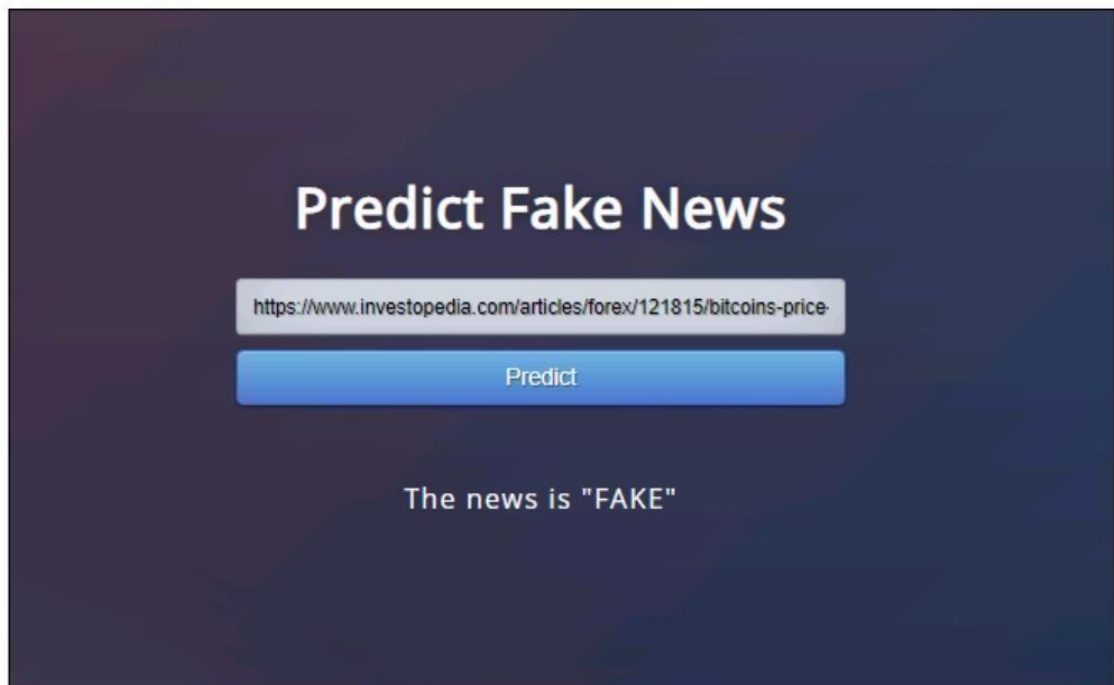 Predict Fake News
https://www.investopedia.com/articles/forex/121815/bitcoins-price-
Predict
The news is "FAKE"